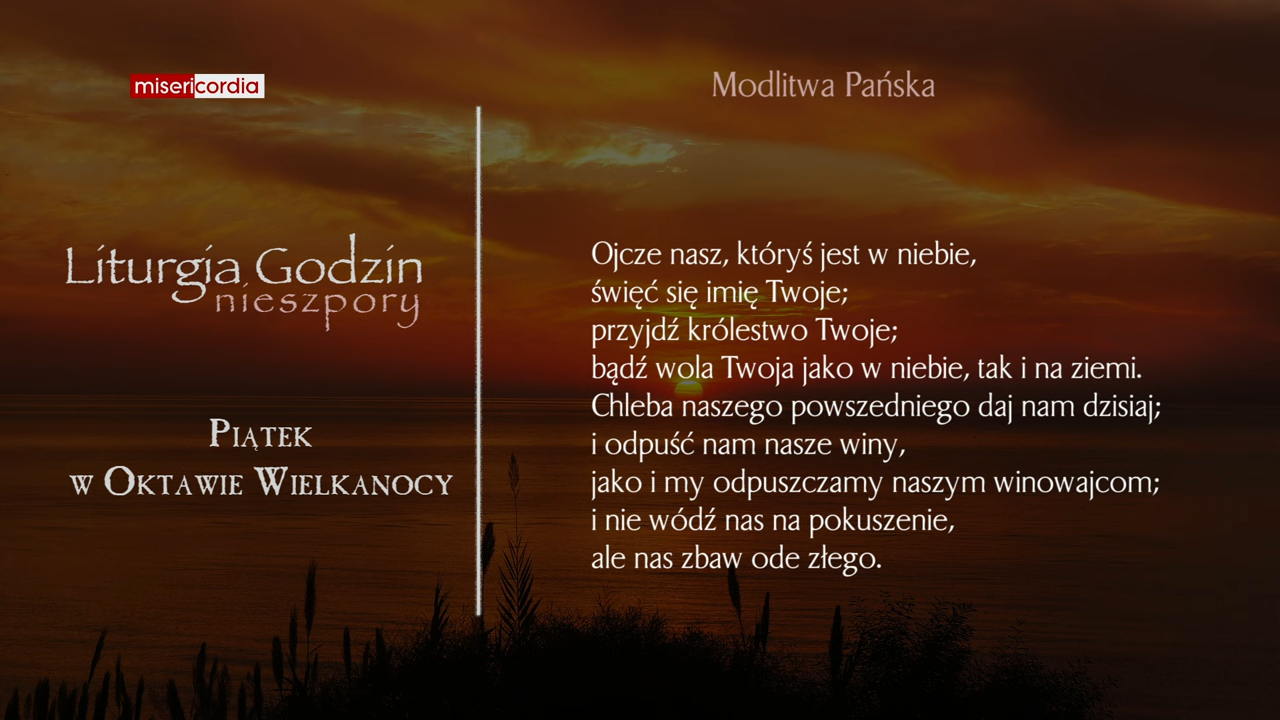 misericordia
Modlitwa Pańska
Liturgia Godzin
nieszpory
Piątek
w Oktawie Wielkanocy
Ojcze nasz, któryś jest w niebie,
święć się imię Twoje;
przyjdź królestwo Twoje;
bądź wola Twoja jako w niebie, tak i na ziemi.
Chleba naszego powszedniego daj nam dzisiaj;
i odpuść nam nasze winy,
jako i my odpuszczamy naszym winowajcom;
i nie wódź nas na pokuszenie,
ale nas zbaw ode złego.